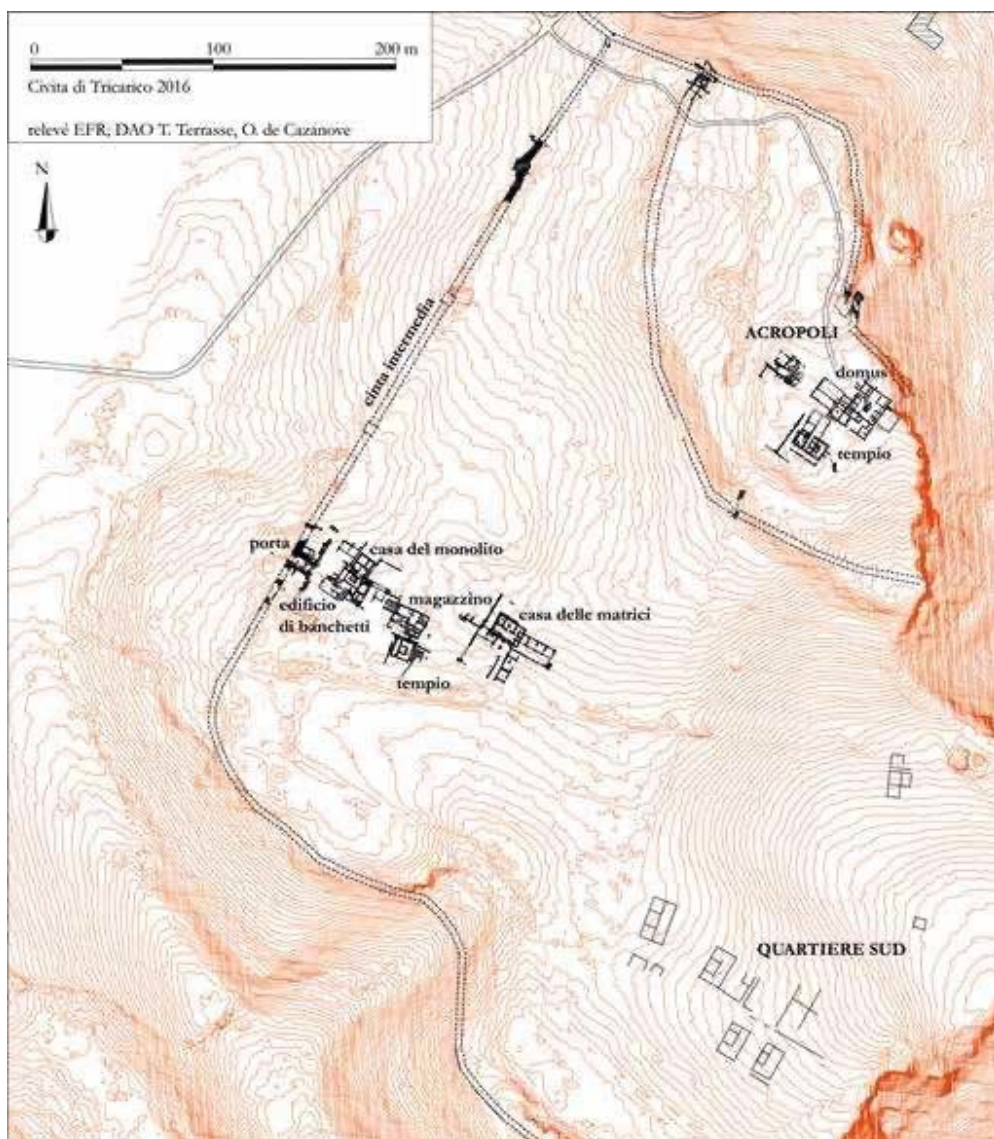 0 100 200 m
Civita di Tricarico 2016
relevé EFR, DAO T. Terrasse, O. de Cazanove
N
cinta intermedia
ACROPOLI
domus
tempio
porta
casa del monolito
edificio
di banchetti
magazzino
casa delle matrici
tempio
QUARTIERE SUD